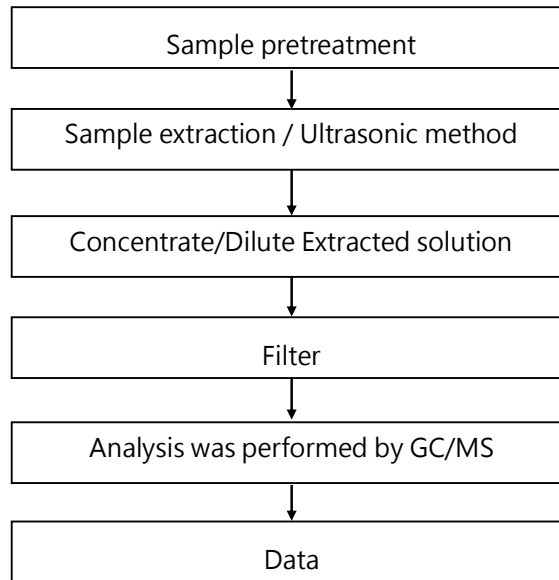 Sample pretreatment
Sample extraction / Ultrasonic method
Concentrate/Dilute Extracted solution
Filter
Analysis was performed by GC/MS
Data